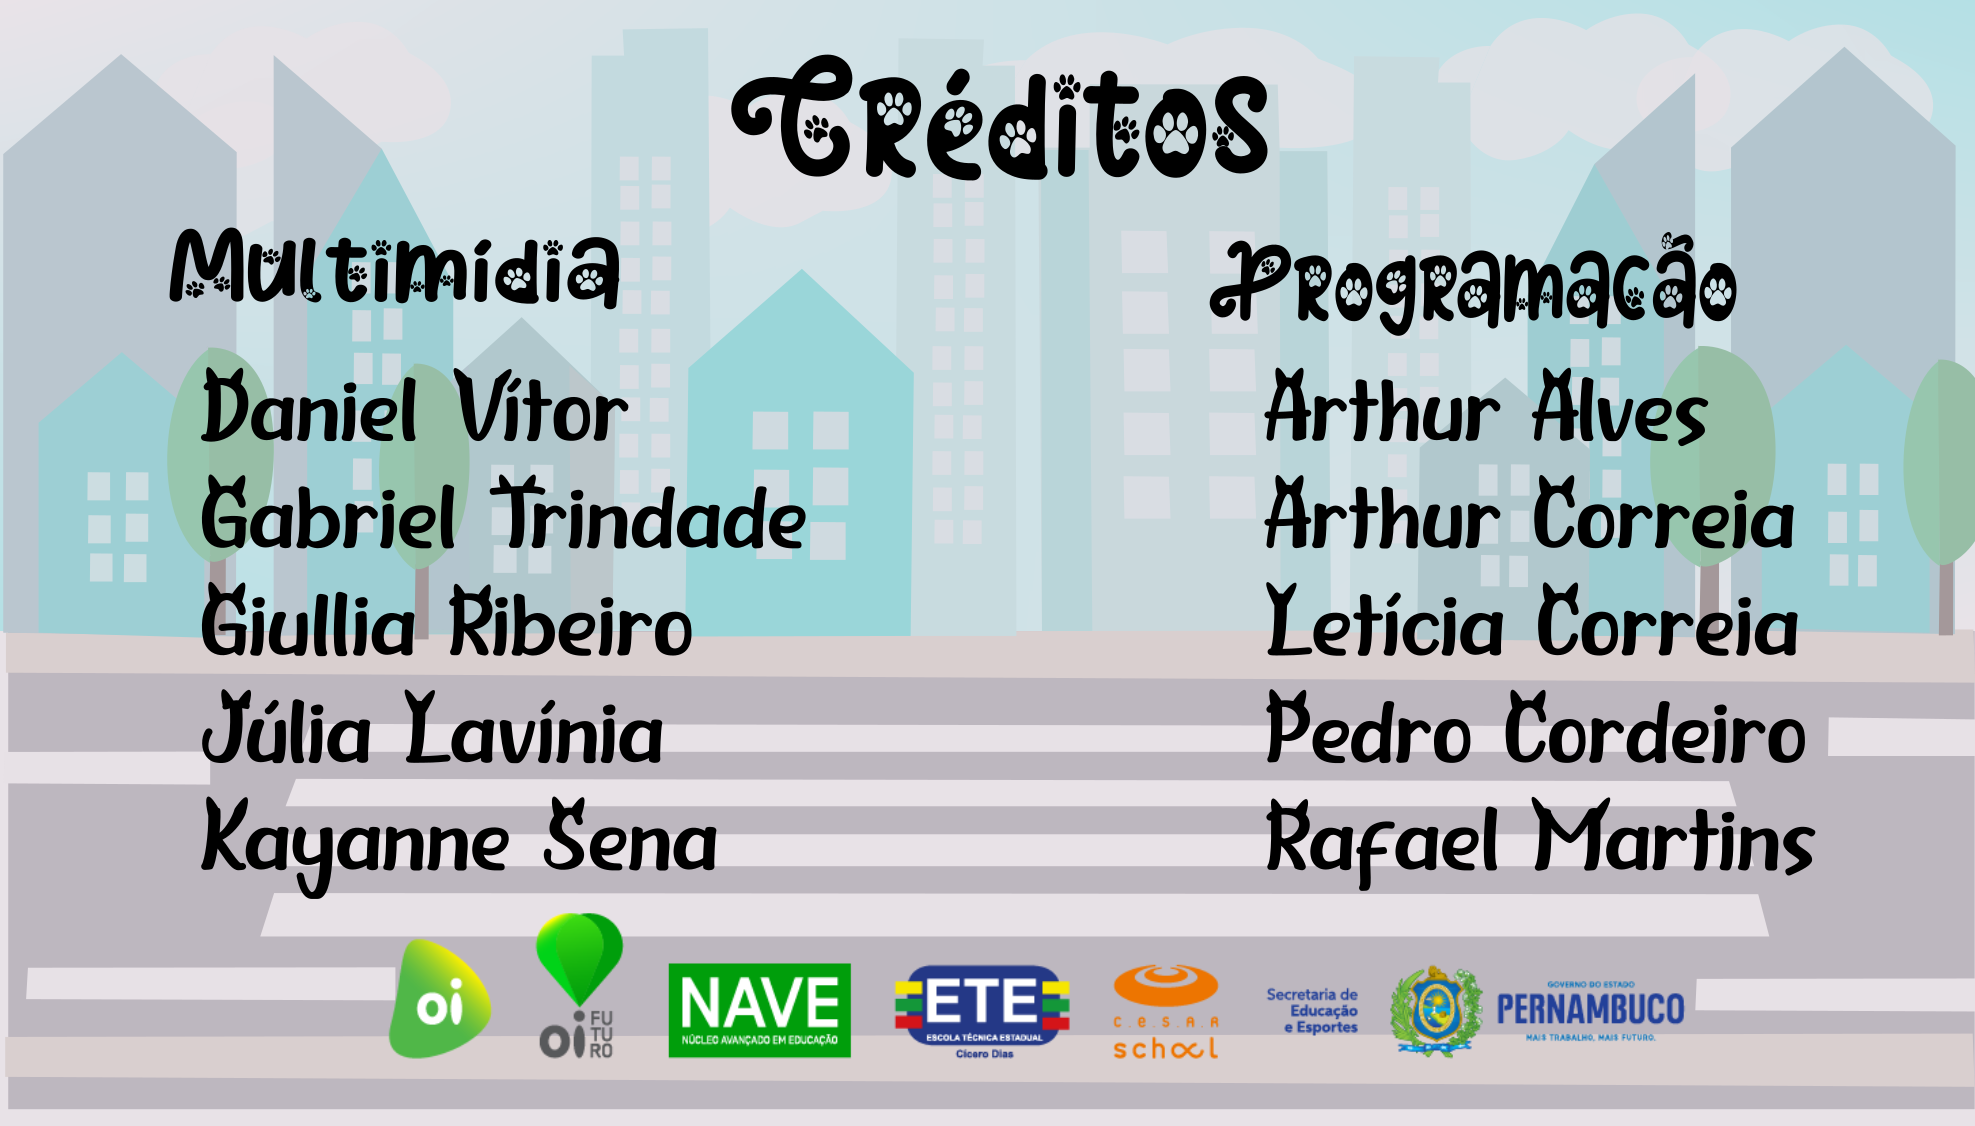 Créditos
Multimídia
Daniel Vítor
Gabriel Trindade
Giullia Ribeiro
Júlia Lavínia
Kayanne Sena
Programacão
Arthur Alves
Arthur Correia
Letícia Correia
Pedro Cordeiro
Rafael Martins
oi
oi FU
TU
RO
NAVE
NÚCLEO AVANÇADO EM EDUCAÇÃO
ETE
ESCOLA TÉCNICA ESTADUAL
Cícero Dias
c.e.s.a.r
school
Secretaria de
Educação
e Esportes
GOVERNO DO ESTADO
PERNAMBUCO
MAIS TRABALHO, MAIS FUTURO.